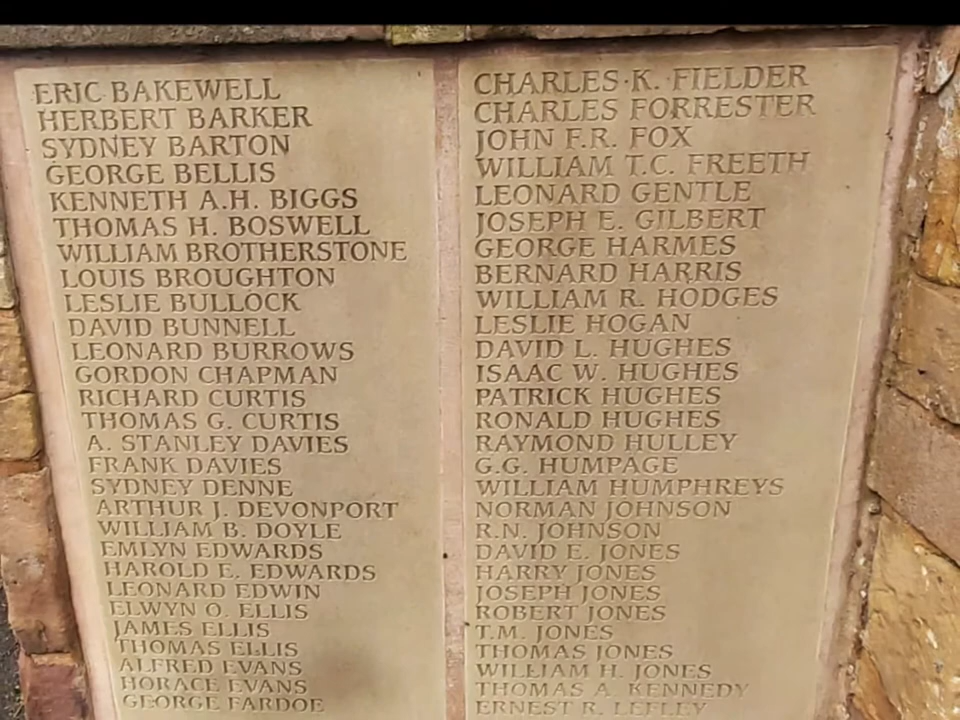 ERIC BAKEWELL
HERBERT BARKER
SYDNEY BARTON
GEORGE BELLIS
KENNETH A.H. BIGGS
THOMAS H. BOSWELL
WILLIAM BROTHERSTONE
LOUIS BROUGHTON
LESLIE BULLOCK
DAVID BUNNELL
LEONARD BURROWS
GORDON CHAPMAN
RICHARD CURTIS
THOMAS G. CURTIS
A. STANLEY DAVIES
FRANK DAVIES
SYDNEY DENNE
ARTHUR J. DEVONPORT
WILLIAM B. DOYLE
EMLYN EDWARDS
HAROLD E. EDWARDS
LEONARD EDWIN
ELWYN O. ELLIS
JAMES ELLIS
THOMAS ELLIS
ALFRED EVANS
HORACE EVANS
GEORGE FARDOE
CHARLES·K. FIELDER
CHARLES FORRESTER
JOHN F.R. FOX
WILLIAM T.C. FREETH
LEONARD GENTLE
JOSEPH E. GILBERT
GEORGE HARMES
BERNARD HARRIS
WILLIAM R. HODGES
LESLIE HOGAN
DAVID L. HUGHES
ISAAC W. HUGHES
PATRICK HUGHES
RONALD HUGHES
RAYMOND HULLEY
G.G. HUMPAGE
WILLIAM HUMPHREYS
NORMAN JOHNSON
R.N. JOHNSON
DAVID E. JONES
HARRY JONES
JOSEPH JONES
ROBERT JONES
T.M. JONES
THOMAS JONES
WILLIAM H. JONES
THOMAS A. KENNEDY
ERNEST R. LEFLEY